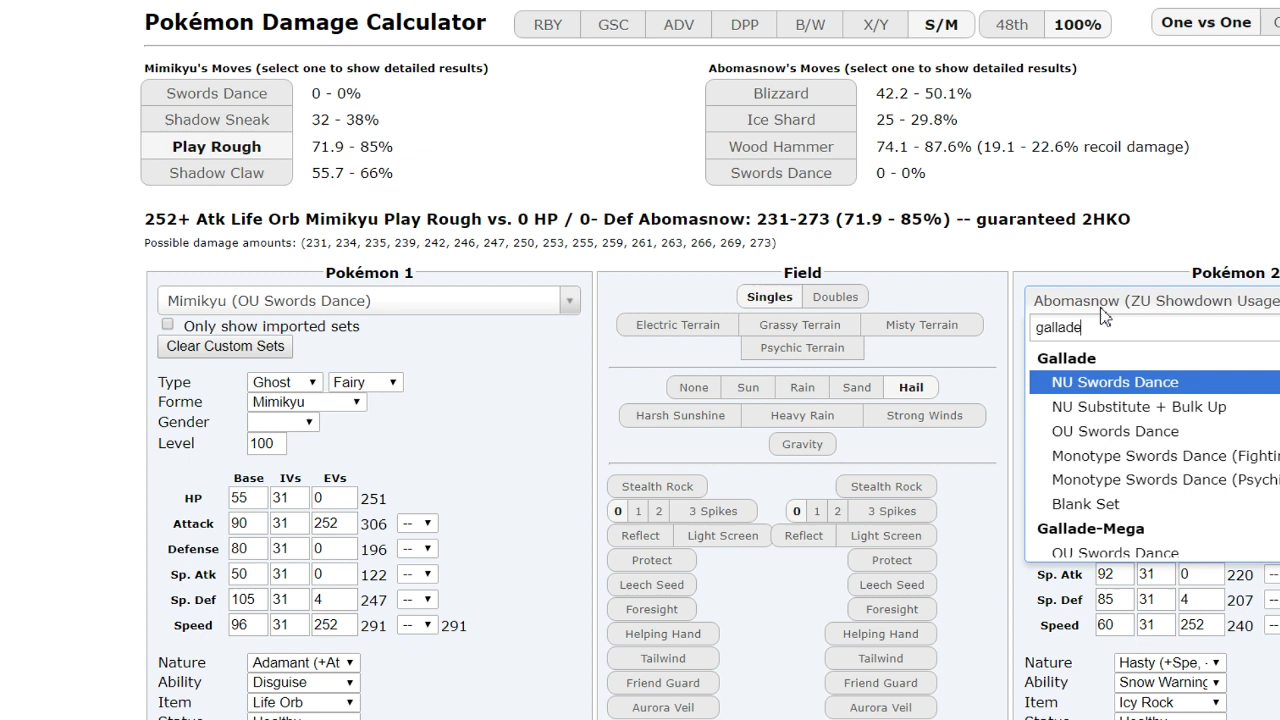 Pokémon Damage Calculator
RBY GSC ADV DPP B/W X/Y S/M 48th 100% One vs One
Mimikyu's Moves (select one to show detailed results)
Swords Dance 0 - 0%
Shadow Sneak 32 - 38%
Play Rough 71.9 - 85%
Shadow Claw 55.7 - 66%
Abomasnow's Moves (select one to show detailed results)
Blizzard 42.2 - 50.1%
Ice Shard 25 - 29.8%
Wood Hammer 74.1 - 87.6% (19.1 - 22.6% recoil damage)
Swords Dance 0 - 0%
252+ Atk Life Orb Mimikyu Play Rough vs. 0 HP / 0- Def Abomasnow: 231-273 (71.9 - 85%) -- guaranteed 2HKO
Possible damage amounts: (231, 234, 235, 239, 242, 246, 247, 250, 253, 255, 259, 261, 263, 266, 269, 273)
Pokémon 1
Mimikyu (OU Swords Dance)
Only show imported sets
Clear Custom Sets
Type Ghost Fairy
Forme Mimikyu
Gender
Level 100
Base IVs EVs
HP 55 31 0 251
Attack 90 31 252 306 --
Defense 80 31 0 196 --
Sp. Atk 50 31 0 122 --
Sp. Def 105 31 4 247 --
Speed 96 31 252 291 -- 291
Nature Adamant (+At
Ability Disguise
Item Life Orb
Field
Singles Doubles
Electric Terrain Grassy Terrain Misty Terrain
Psychic Terrain
None Sun Rain Sand Hail
Harsh Sunshine Heavy Rain Strong Winds
Gravity
Stealth Rock Stealth Rock
0 1 2 3 Spikes 0 1 2 3 Spikes
Reflect Light Screen Reflect Light Screen
Protect Protect
Leech Seed Leech Seed
Foresight Foresight
Helping Hand Helping Hand
Tailwind Tailwind
Friend Guard Friend Guard
Aurora Veil Aurora Veil
Pokémon 2
Abomasnow (ZU Showdown Usage
gallade
Gallade
NU Swords Dance
NU Substitute + Bulk Up
OU Swords Dance
Monotype Swords Dance (Fighti
Monotype Swords Dance (Psychi
Blank Set
Gallade-Mega
OU Swords Dance
Sp. Atk 92 31 0 220 --
Sp. Def 85 31 4 207 --
Speed 60 31 252 240 --
Nature Hasty (+Spe, -
Ability Snow Warning
Item Icy Rock